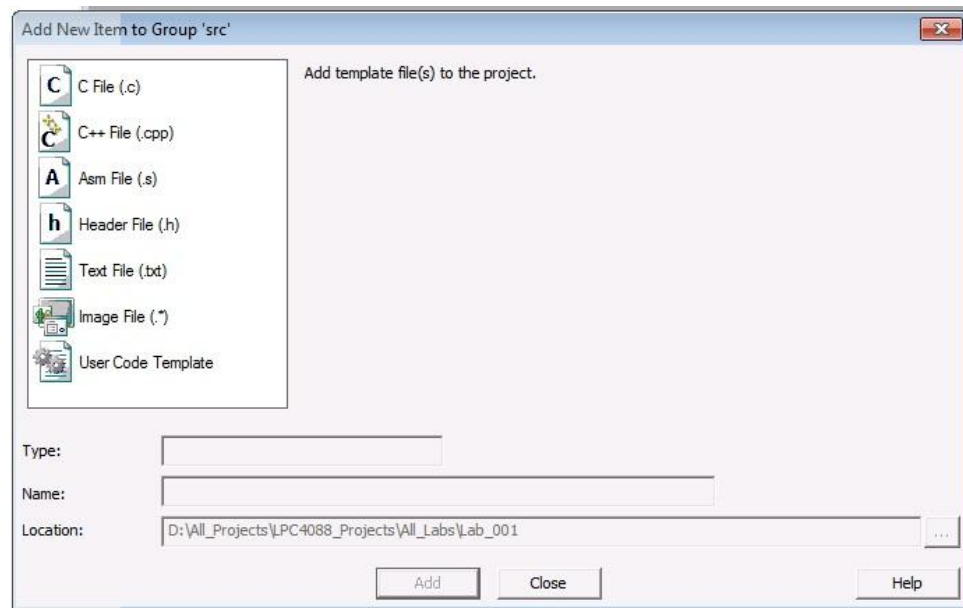 Add New Item to Group 'src'
C File (.c)
Add template file(s) to the project.
C++ File (.cpp)
Asm File (.s)
Header File (.h)
Text File (.txt)
Image File (.*)
User Code Template
Type:
Name:
Location: D:\All_Projects\LPC4088_Projects\All_Labs\Lab_001 ...
Add Close Help